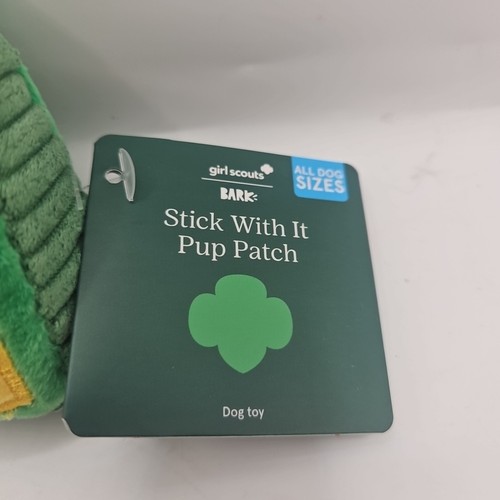 girl scouts
BARK
ALL DOG
SIZES
Stick With It
Pup Patch
Dog toy